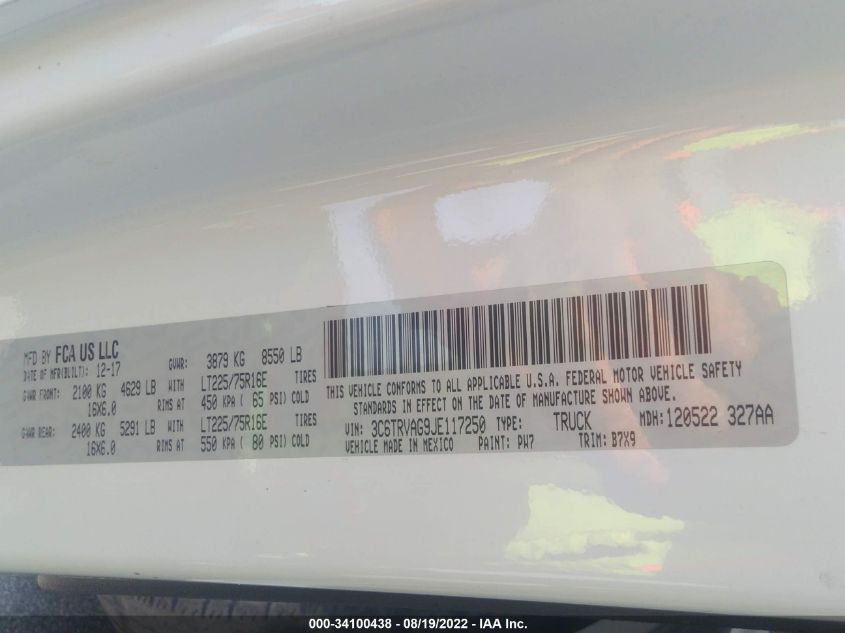 MFD BY FCA US LLC
DATE OF MFR(BUILT): 12-17 GVWR: 3879 KG 8550 LB
GAWR FRONT: 2100 KG 4629 LB WITH LT225/75R16E TIRES
16X6.0 RIMS AT 450 KPA ( 65 PSI) COLD
GAWR REAR: 2400 KG 5291 LB WITH LT225/75R16E TIRES
16X6.0 RIMS AT 550 KPA ( 80 PSI) COLD
THIS VEHICLE CONFORMS TO ALL APPLICABLE U.S.A. FEDERAL MOTOR VEHICLE SAFETY
STANDARDS IN EFFECT ON THE DATE OF MANUFACTURE SHOWN ABOVE.
VIN: 3C6TRVAG9JE117250 TYPE: TRUCK MDH: 120522 327AA
VEHICLE MADE IN MEXICO PAINT: PW7 TRIM: B7X9
000-34100438 - 08/19/2022 - IAA Inc.